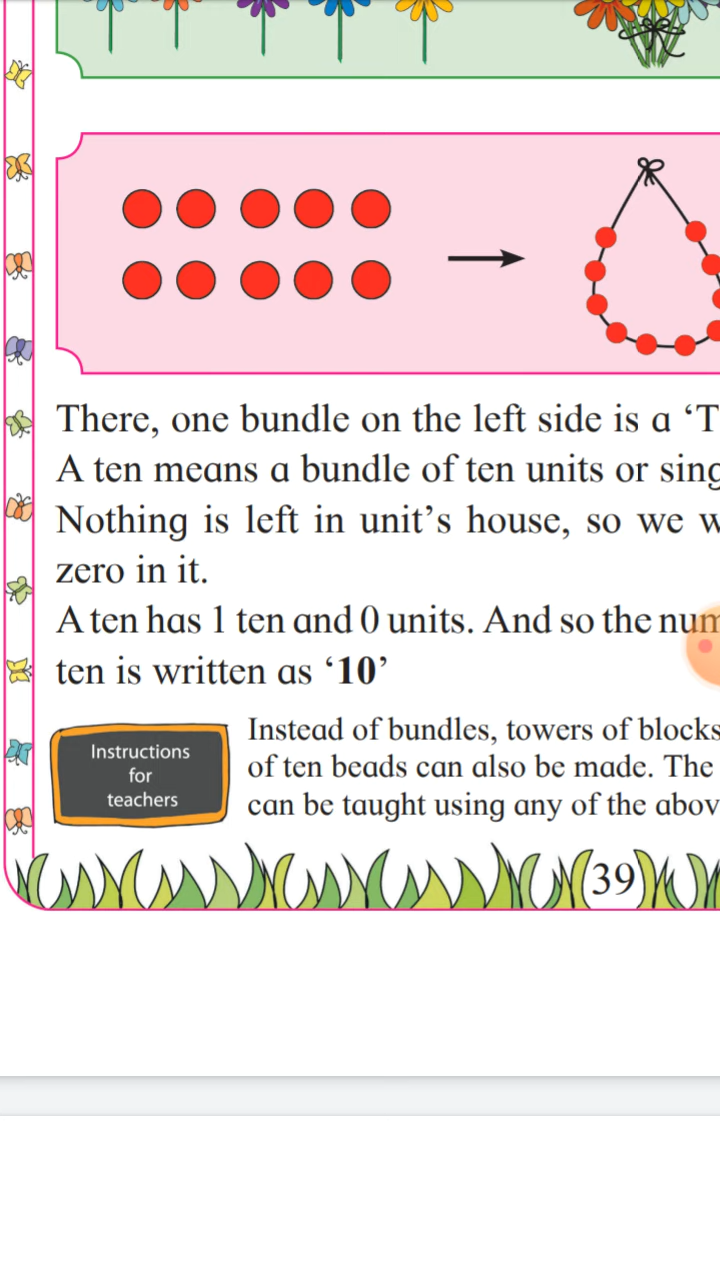 There, one bundle on the left side is a ‘T
A ten means a bundle of ten units or sing
Nothing is left in unit’s house, so we w
zero in it.
A ten has 1 ten and 0 units. And so the num
ten is written as ‘10’
Instructions
for
teachers
Instead of bundles, towers of blocks
of ten beads can also be made. The
can be taught using any of the abov
39